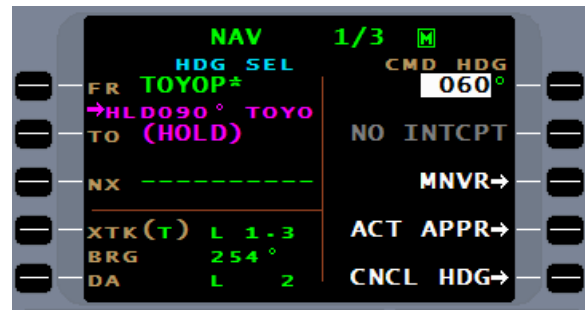 NAV 1/3 M
HDG SEL CMD HDG
FR TOYOP* 060°
→HLD090° TOYO
TO (HOLD) NO INTCPT
NX ---------- MNVR→
XTK(T) L 1.3 ACT APPR→
BRG 254°
DA L 2 CNCL HDG→